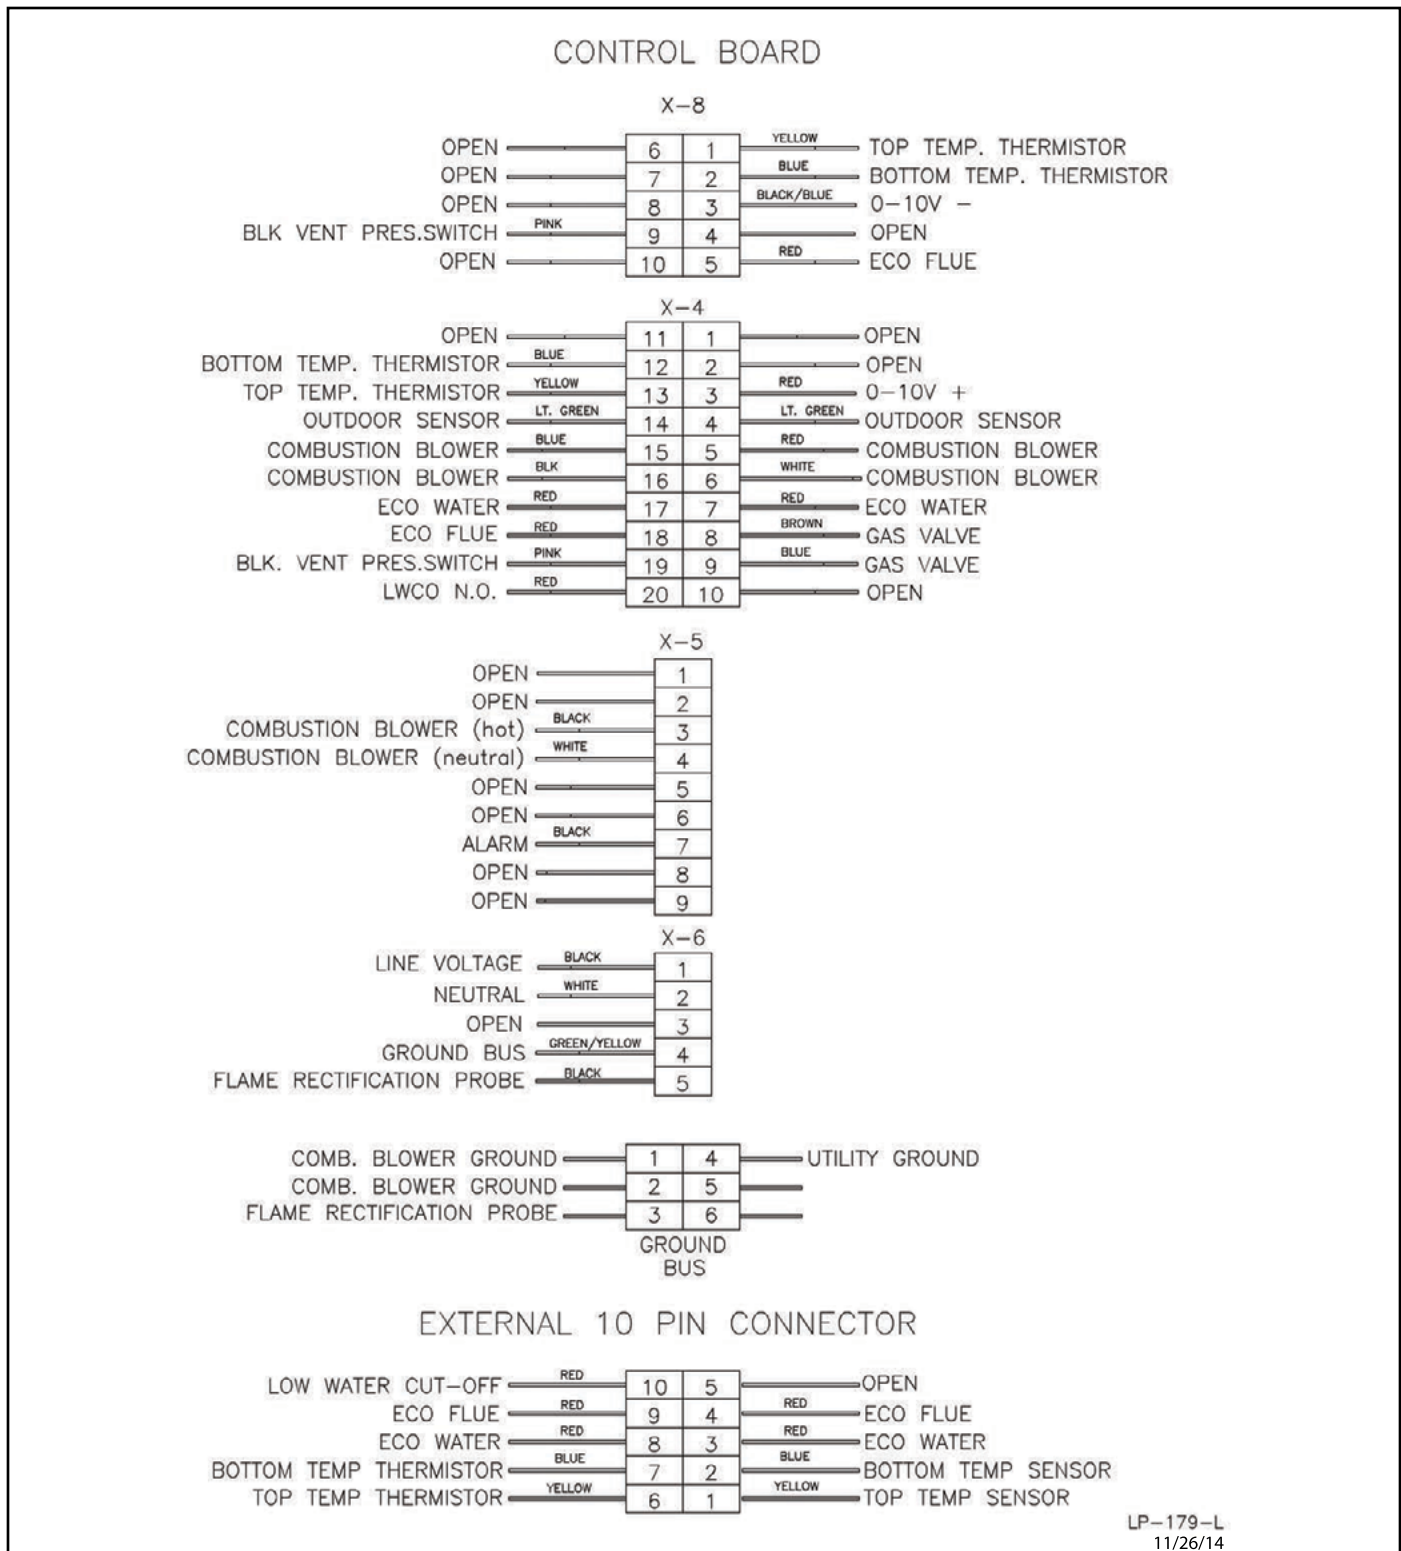 CONTROL BOARD
X-8
OPEN 6 1 YELLOW TOP TEMP. THERMISTOR
OPEN 7 2 BLUE BOTTOM TEMP. THERMISTOR
OPEN 8 3 BLACK/BLUE 0-10V -
BLK VENT PRES.SWITCH PINK 9 4 OPEN
OPEN 10 5 RED ECO FLUE
X-4
OPEN 11 1 OPEN
BOTTOM TEMP. THERMISTOR BLUE 12 2 OPEN
TOP TEMP. THERMISTOR YELLOW 13 3 RED 0-10V +
OUTDOOR SENSOR LT. GREEN 14 4 LT. GREEN OUTDOOR SENSOR
COMBUSTION BLOWER BLUE 15 5 RED COMBUSTION BLOWER
COMBUSTION BLOWER BLK 16 6 WHITE COMBUSTION BLOWER
ECO WATER RED 17 7 RED ECO WATER
ECO FLUE RED 18 8 BROWN GAS VALVE
BLK. VENT PRES.SWITCH PINK 19 9 BLUE GAS VALVE
LWCO N.O. RED 20 10 OPEN
X-5
OPEN 1
OPEN 2
COMBUSTION BLOWER (hot) BLACK 3
COMBUSTION BLOWER (neutral) WHITE 4
OPEN 5
OPEN 6
ALARM BLACK 7
OPEN 8
OPEN 9
X-6
LINE VOLTAGE BLACK 1
NEUTRAL WHITE 2
OPEN 3
GROUND BUS GREEN/YELLOW 4
FLAME RECTIFICATION PROBE BLACK 5
COMB. BLOWER GROUND 1 4 UTILITY GROUND
COMB. BLOWER GROUND 2 5
FLAME RECTIFICATION PROBE 3 6
GROUND
BUS
EXTERNAL 10 PIN CONNECTOR
LOW WATER CUT-OFF RED 10 5 OPEN
ECO FLUE RED 9 4 RED ECO FLUE
ECO WATER RED 8 3 RED ECO WATER
BOTTOM TEMP THERMISTOR BLUE 7 2 BLUE BOTTOM TEMP SENSOR
TOP TEMP THERMISTOR YELLOW 6 1 YELLOW TOP TEMP SENSOR
LP-179-L
11/26/14